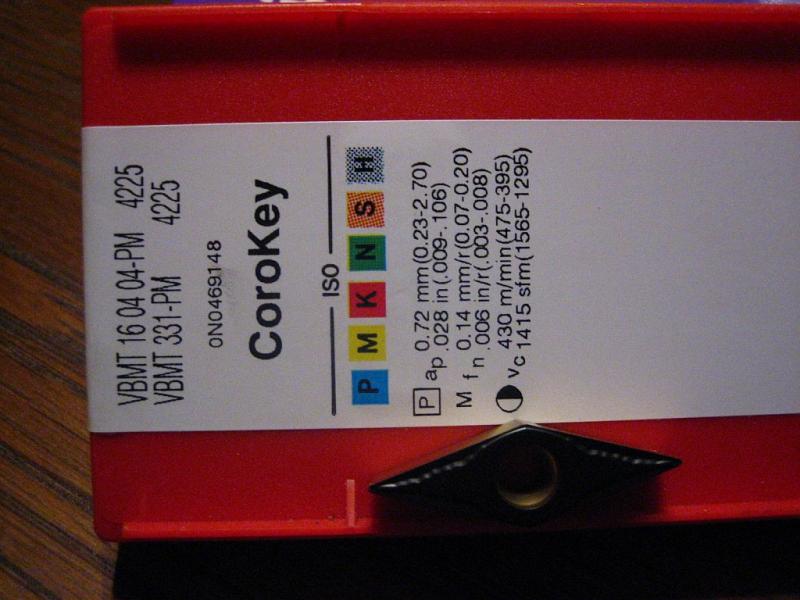 VBMT 16 04 04-PM 4225
VBMT 331-PM 4225
0N0469148
CoroKey
ISO
P M K N S H
P ap 0.72 mm(0.23-2.70)
.028 in(.009-.106)
M fn 0.14 mm/r(0.07-0.20)
.006 in/r(.003-.008)
vc 430 m/min(475-395)
1415 sfm(1565-1295)